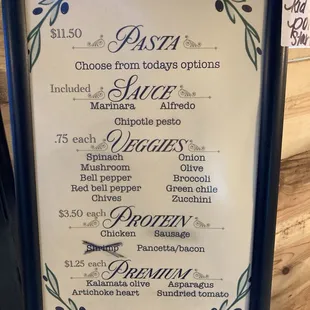 $11.50 PASTA
Choose from todays options
Included SAUCE
Marinara Alfredo
Chipotle pesto
.75 each VEGGIES
Spinach Onion
Mushroom Olive
Bell pepper Broccoli
Red bell pepper Green chile
Chives Zucchini
$3.50 each PROTEIN
Chicken Sausage
Shrimp Pancetta/bacon
$1.25 each PREMIUM
Kalamata olive Asparagus
Artichoke heart Sundried tomato